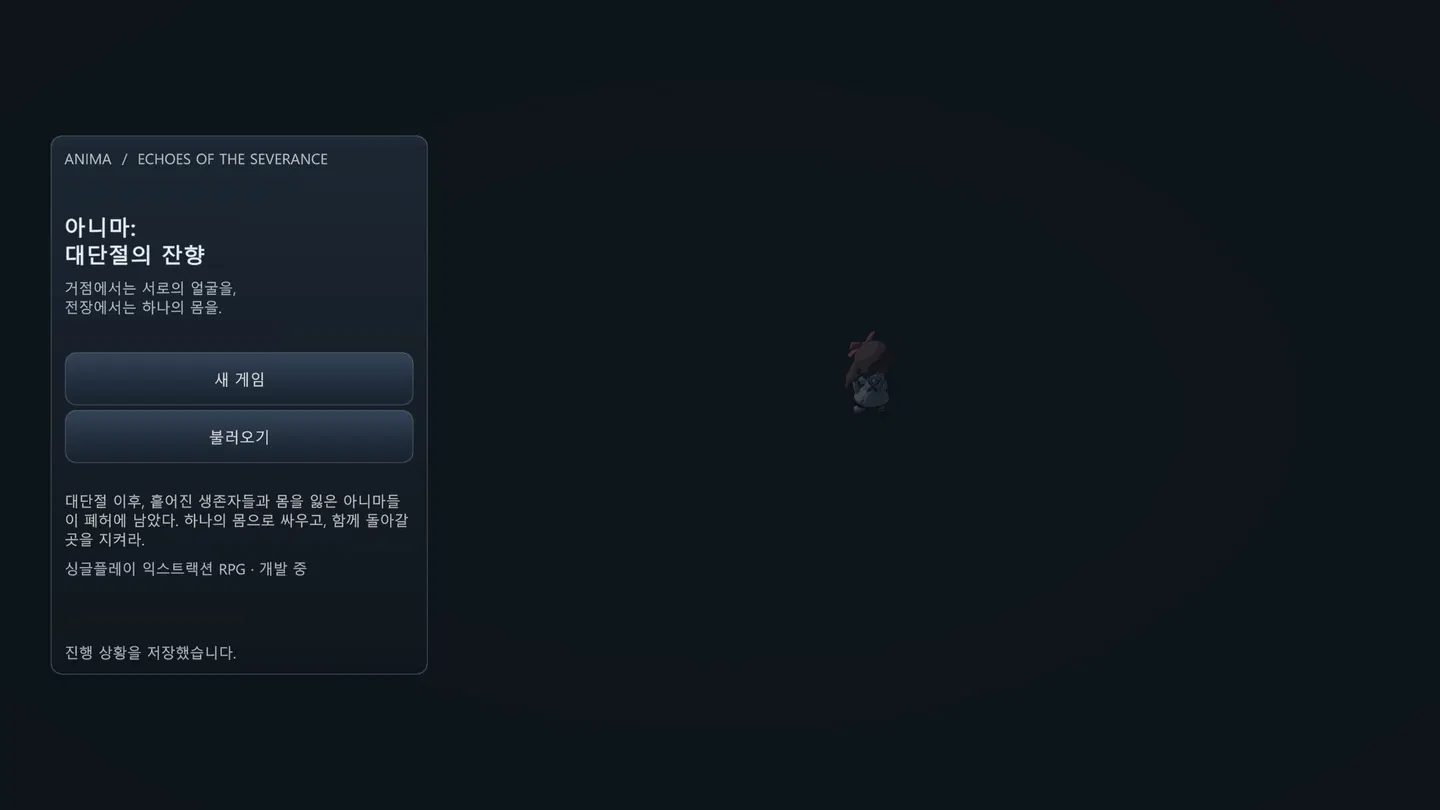 ANIMA / ECHOES OF THE SEVERANCE
아니마:
대단절의 잔향
거점에서는 서로의 얼굴을,
전장에서는 하나의 몸을.
새 게임
불러오기
대단절 이후, 흩어진 생존자들과 몸을 잃은 아니마들
이 폐허에 남았다. 하나의 몸으로 싸우고, 함께 돌아갈
곳을 지켜라.
싱글플레이 익스트랙션 RPG · 개발 중
진행 상황을 저장했습니다.